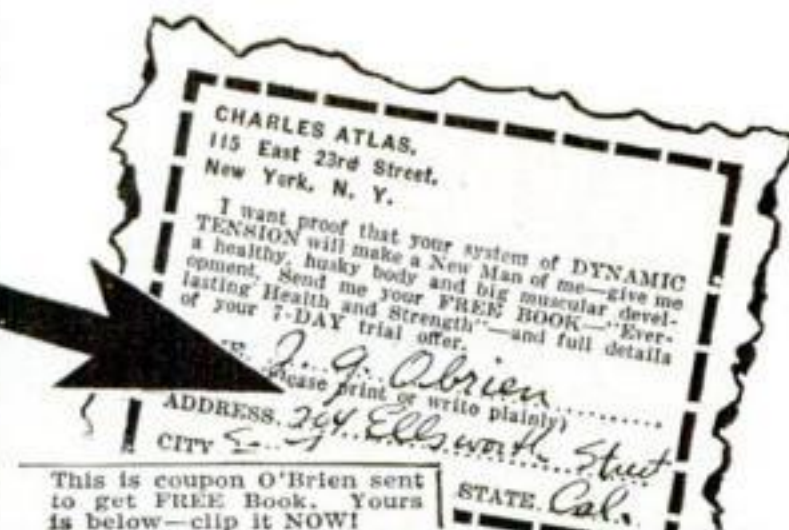 CHARLES ATLAS,
115 East 23rd Street,
New York, N. Y.
I want proof that your system of DYNAMIC
TENSION will make a New Man of me—give me
a healthy, husky body and big muscular devel-
opment, Send me your FREE BOOK—"Ever-
lasting Health and Strength"—and full details
of your 7-DAY trial offer.
J. G. Obrien
print or write plainly)
ADDRESS. Ellsworth Street
CITY
STATE. Cal.
This is coupon O'Brien sent
to get FREE Book. Yours
is below—clip it NOW!